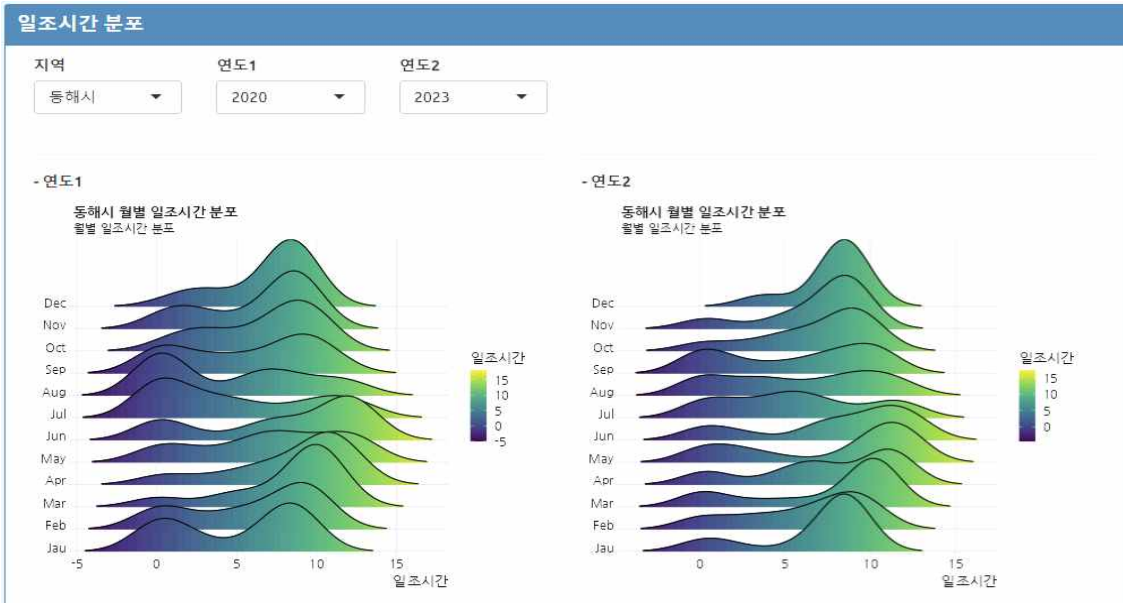 일조시간 분포
지역 연도1 연도2
동해시 2020 2023
- 연도1
동해시 월별 일조시간 분포
월별 일조시간 분포
Dec
Nov
Oct
Sep
Aug
Jul
Jun
May
Apr
Mar
Feb
Jau
-5 0 5 10 15
일조시간
일조시간
15
10
5
0
-5
- 연도2
동해시 월별 일조시간 분포
월별 일조시간 분포
Dec
Nov
Oct
Sep
Aug
Jul
Jun
May
Apr
Mar
Feb
Jau
0 5 10 15
일조시간
일조시간
15
10
5
0